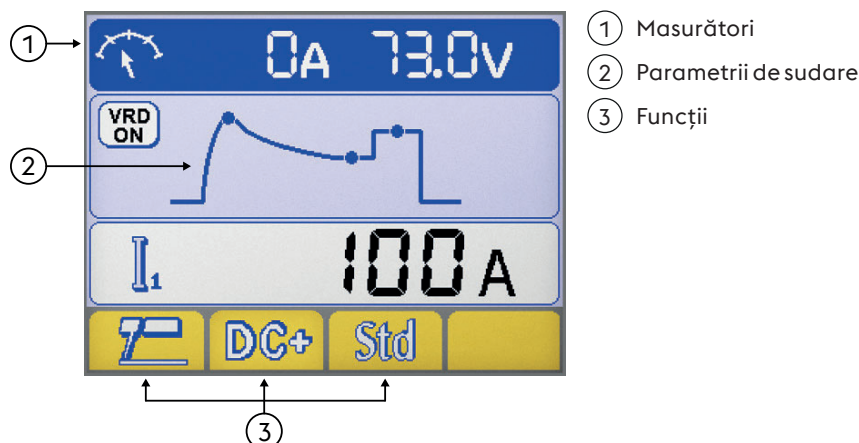 1 0A 73.0V 1 Masurători
2 Parametrii de sudare
VRD
ON
3 Funcții
2
I1 100A
DC+ Std
3